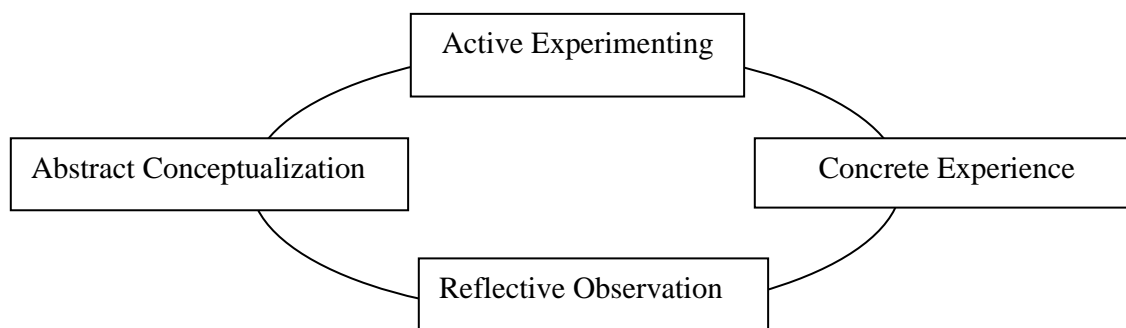 Active Experimenting
Abstract Conceptualization
Concrete Experience
Reflective Observation